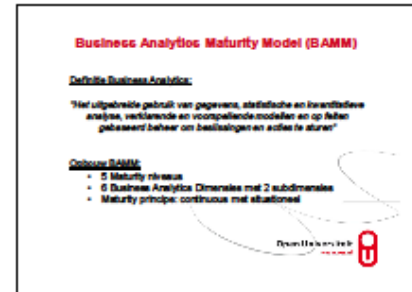 Business Analytics Maturity Model (BAMM)
Definitie Business Analytics:
"Het uitgebreide gebruik van gegevens, statistische en kwantitatieve
analyse, verklarende en voorspellende modellen en op feiten
gebaseerd beheer om beslissingen en acties te sturen"
Opbouw BAMM:
• 5 Maturity niveaus
• 6 Business Analytics Dimensies met 2 subdimensies
• Maturity principe: continuous met situationeel
Open Universiteit